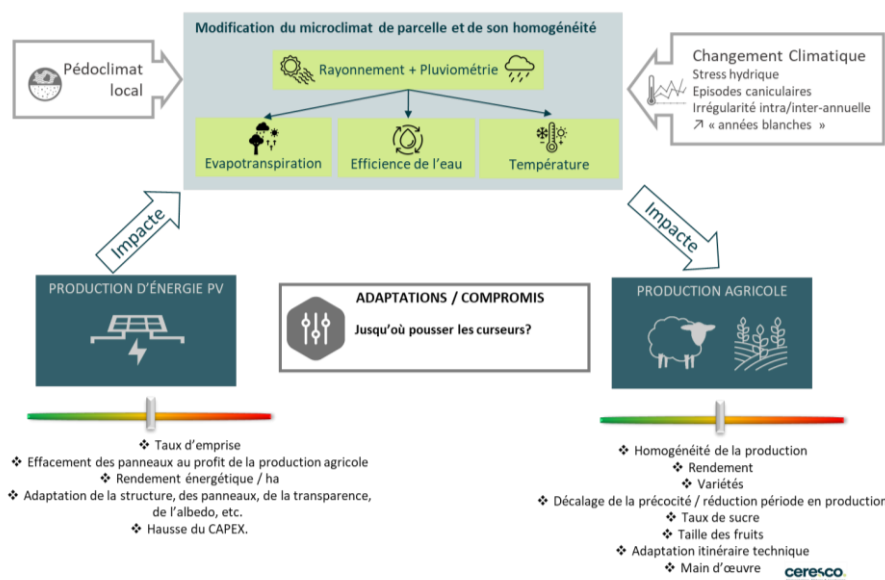 Modification du microclimat de parcelle et de son homogénéité
Pédoclimat
local
Rayonnement + Pluviométrie
Evapotranspiration
Efficience de l'eau
Température
Changement Climatique
Stress hydrique
Episodes caniculaires
Irrégularité intra/inter-annuelle
↗ « années blanches »
Impacte
Impacte
PRODUCTION D'ÉNERGIE PV
ADAPTATIONS / COMPROMIS
Jusqu'où pousser les curseurs?
PRODUCTION AGRICOLE
❖ Taux d'emprise
❖ Effacement des panneaux au profit de la production agricole
❖ Rendement énergétique / ha
❖ Adaptation de la structure, des panneaux, de la transparence,
de l'albedo, etc.
❖ Hausse du CAPEX.
❖ Homogénéité de la production
❖ Rendement
❖ Variétés
❖ Décalage de la précocité / réduction période en production
❖ Taux de sucre
❖ Taille des fruits
❖ Adaptation itinéraire technique
❖ Main d'œuvre
ceresco.